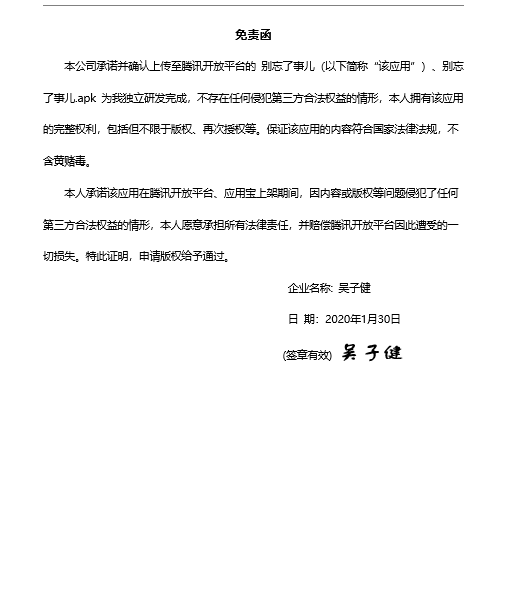 免责函
本公司承诺并确认上传至腾讯开放平台的 别忘了事儿（以下简称“该应用”）、别忘
了事儿.apk 为我独立研发完成，不存在任何侵犯第三方合法权益的情形，本人拥有该应用
的完整权利，包括但不限于版权、再次授权等。保证该应用的内容符合国家法律法规，不
含黄赌毒。
本人承诺该应用在腾讯开放平台、应用宝上架期间，因内容或版权等问题侵犯了任何
第三方合法权益的情形，本人愿意承担所有法律责任，并赔偿腾讯开放平台因此遭受的一
切损失。特此证明，申请版权给予通过。
企业名称: 吴子健
日 期: 2020年1月30日
(签章有效) 吴子健